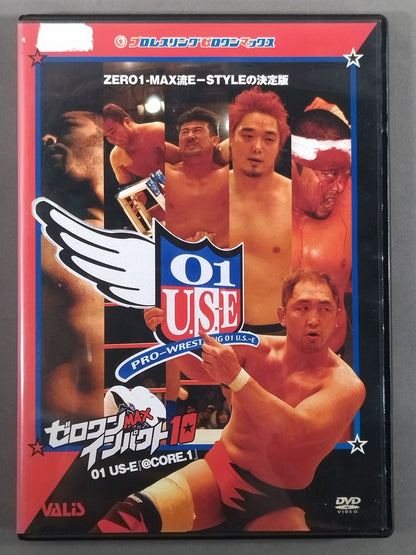 プロレスリングゼロワンマックス
ZERO1-MAX流E-STYLEの決定版
01
U.S.-E
PRO-WRESTLING 01 U.S.-E
ゼロワンMAX
インパクト10
01 US-E「@CORE.1」
VALiS
DVD
VIDEO